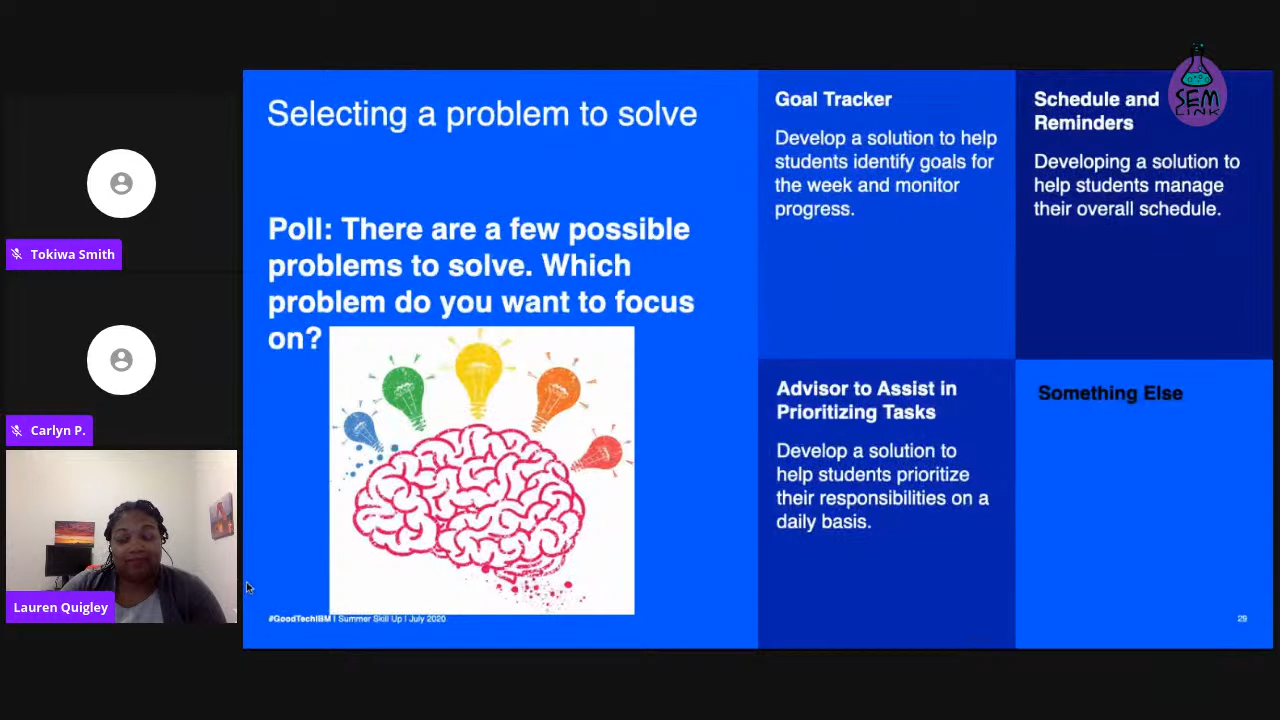 Tokiwa Smith
Carlyn P.
Lauren Quigley
Selecting a problem to solve
Poll: There are a few possible
problems to solve. Which
problem do you want to focus
on?
#GoodTechIBM | Summer Skill Up | July 2020
Goal Tracker
Develop a solution to help
students identify goals for
the week and monitor
progress.
Schedule and
Reminders
Developing a solution to
help students manage
their overall schedule.
Advisor to Assist in
Prioritizing Tasks
Develop a solution to
help students prioritize
their responsibilities on a
daily basis.
Something Else
29
SEM
LINK